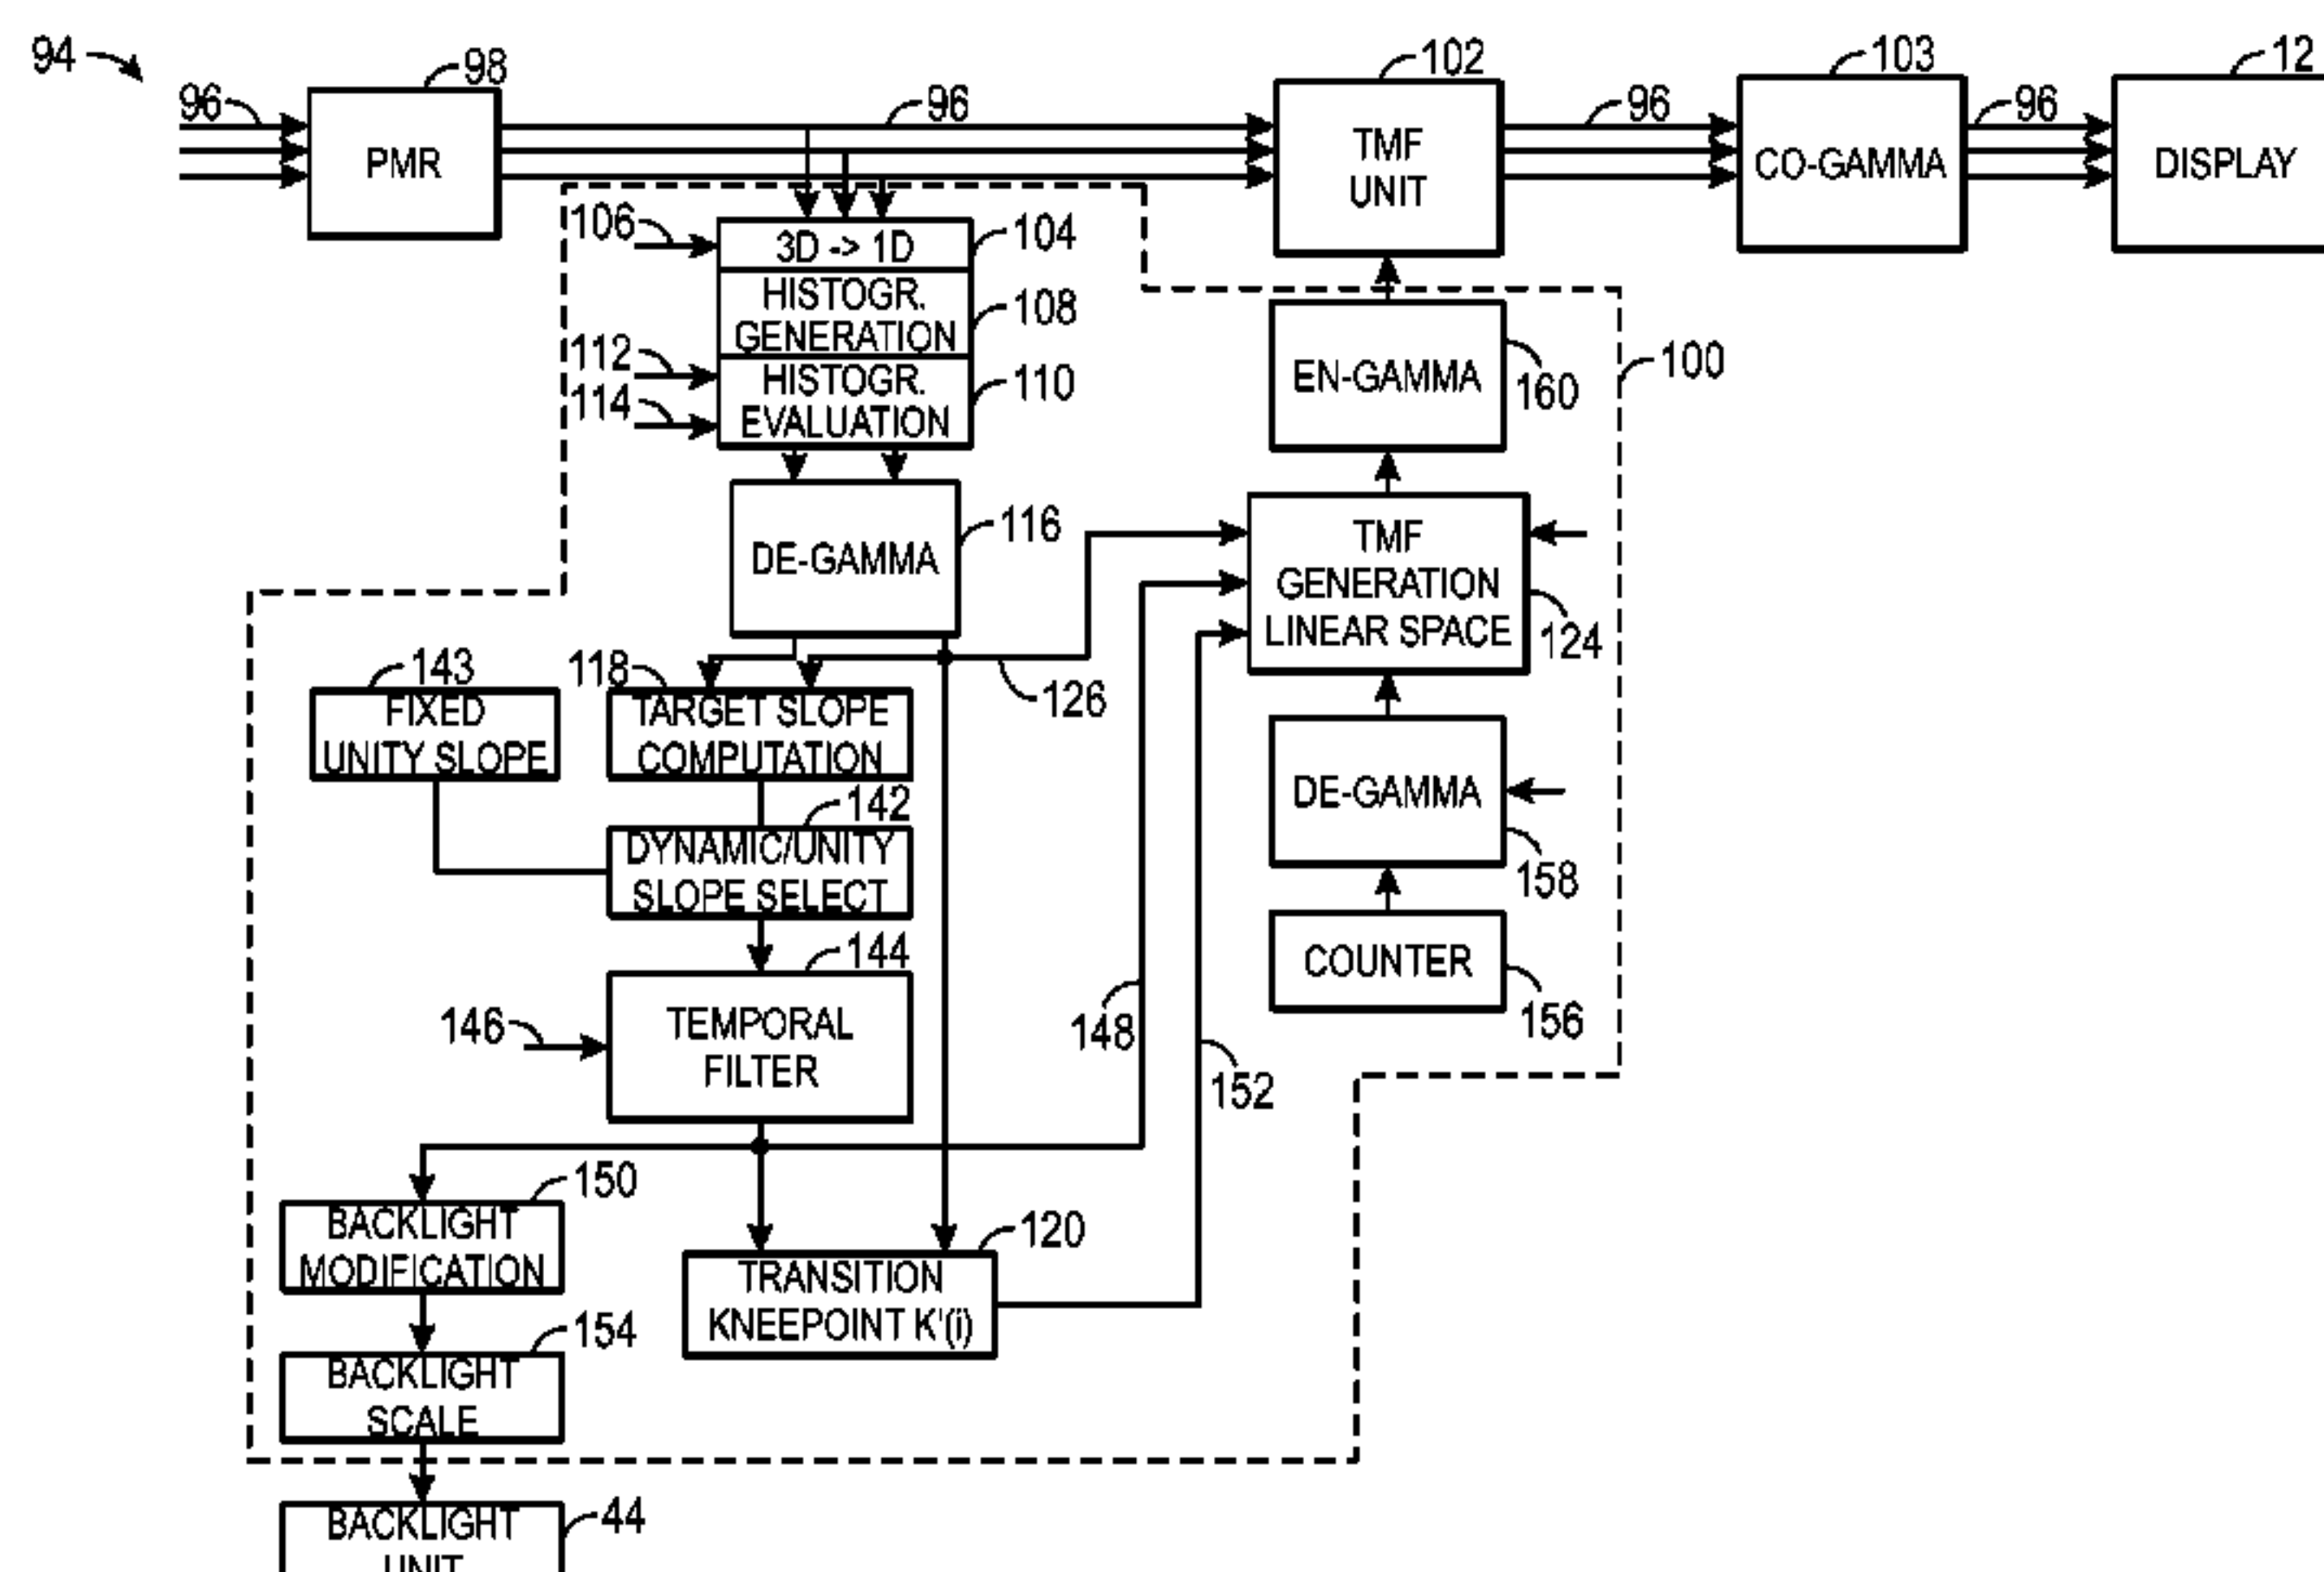 94
96
98
PMR
96
102
TMF
UNIT
96
103
CO-GAMMA
96
12
DISPLAY
106
3D -> 1D
104
HISTOGR.
GENERATION
108
112
114
HISTOGR.
EVALUATION
110
EN-GAMMA
160
100
DE-GAMMA
116
TMF
GENERATION
LINEAR SPACE
124
126
143
FIXED
UNITY SLOPE
118
TARGET SLOPE
COMPUTATION
142
DYNAMIC/UNITY
SLOPE SELECT
DE-GAMMA
158
144
TEMPORAL
FILTER
146
COUNTER
156
148
152
150
BACKLIGHT
MODIFICATION
120
TRANSITION
KNEEPOINT K'(i)
154
BACKLIGHT
SCALE
44
BACKLIGHT
UNIT